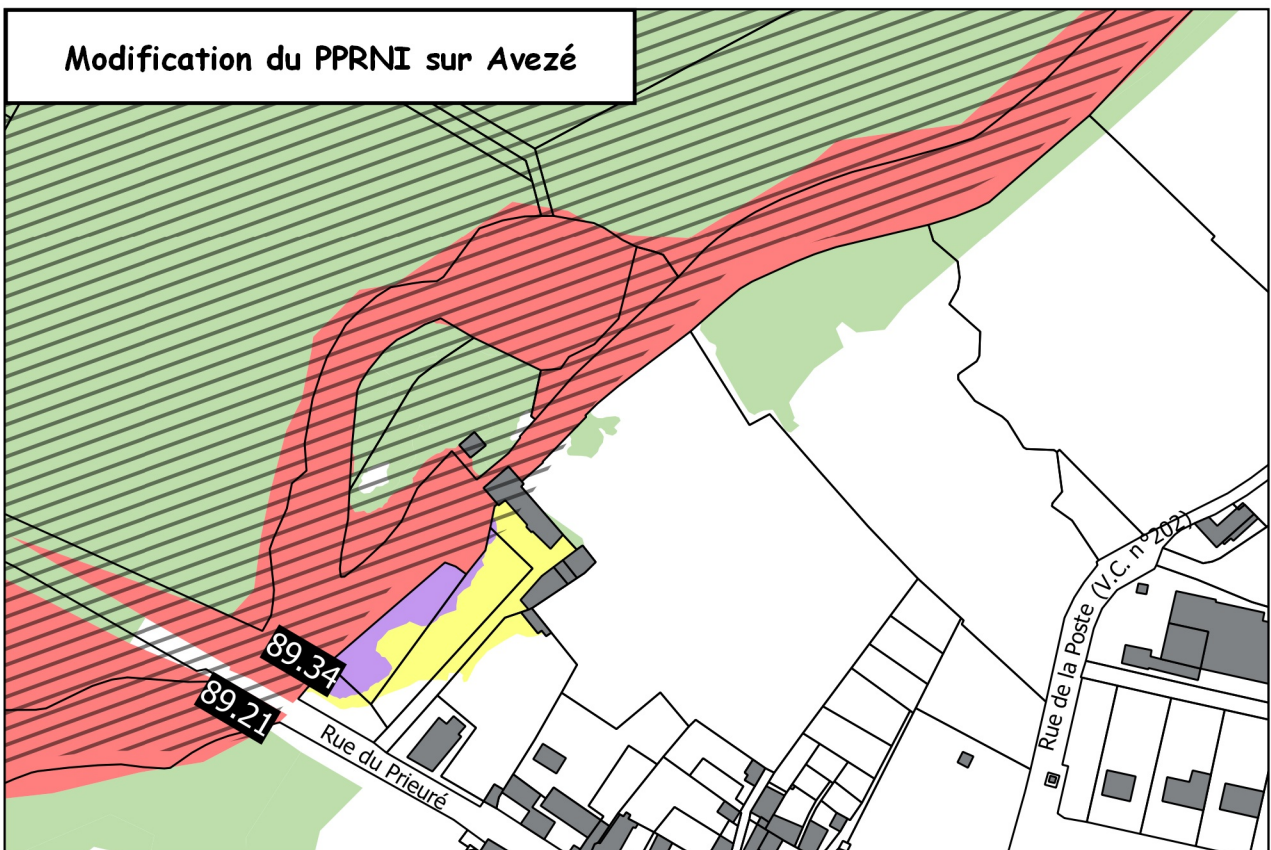 Modification du PPRNI sur Avezé
Rue de la Poste (V.C. n°202)
89.34
89.21
Rue du Prieuré